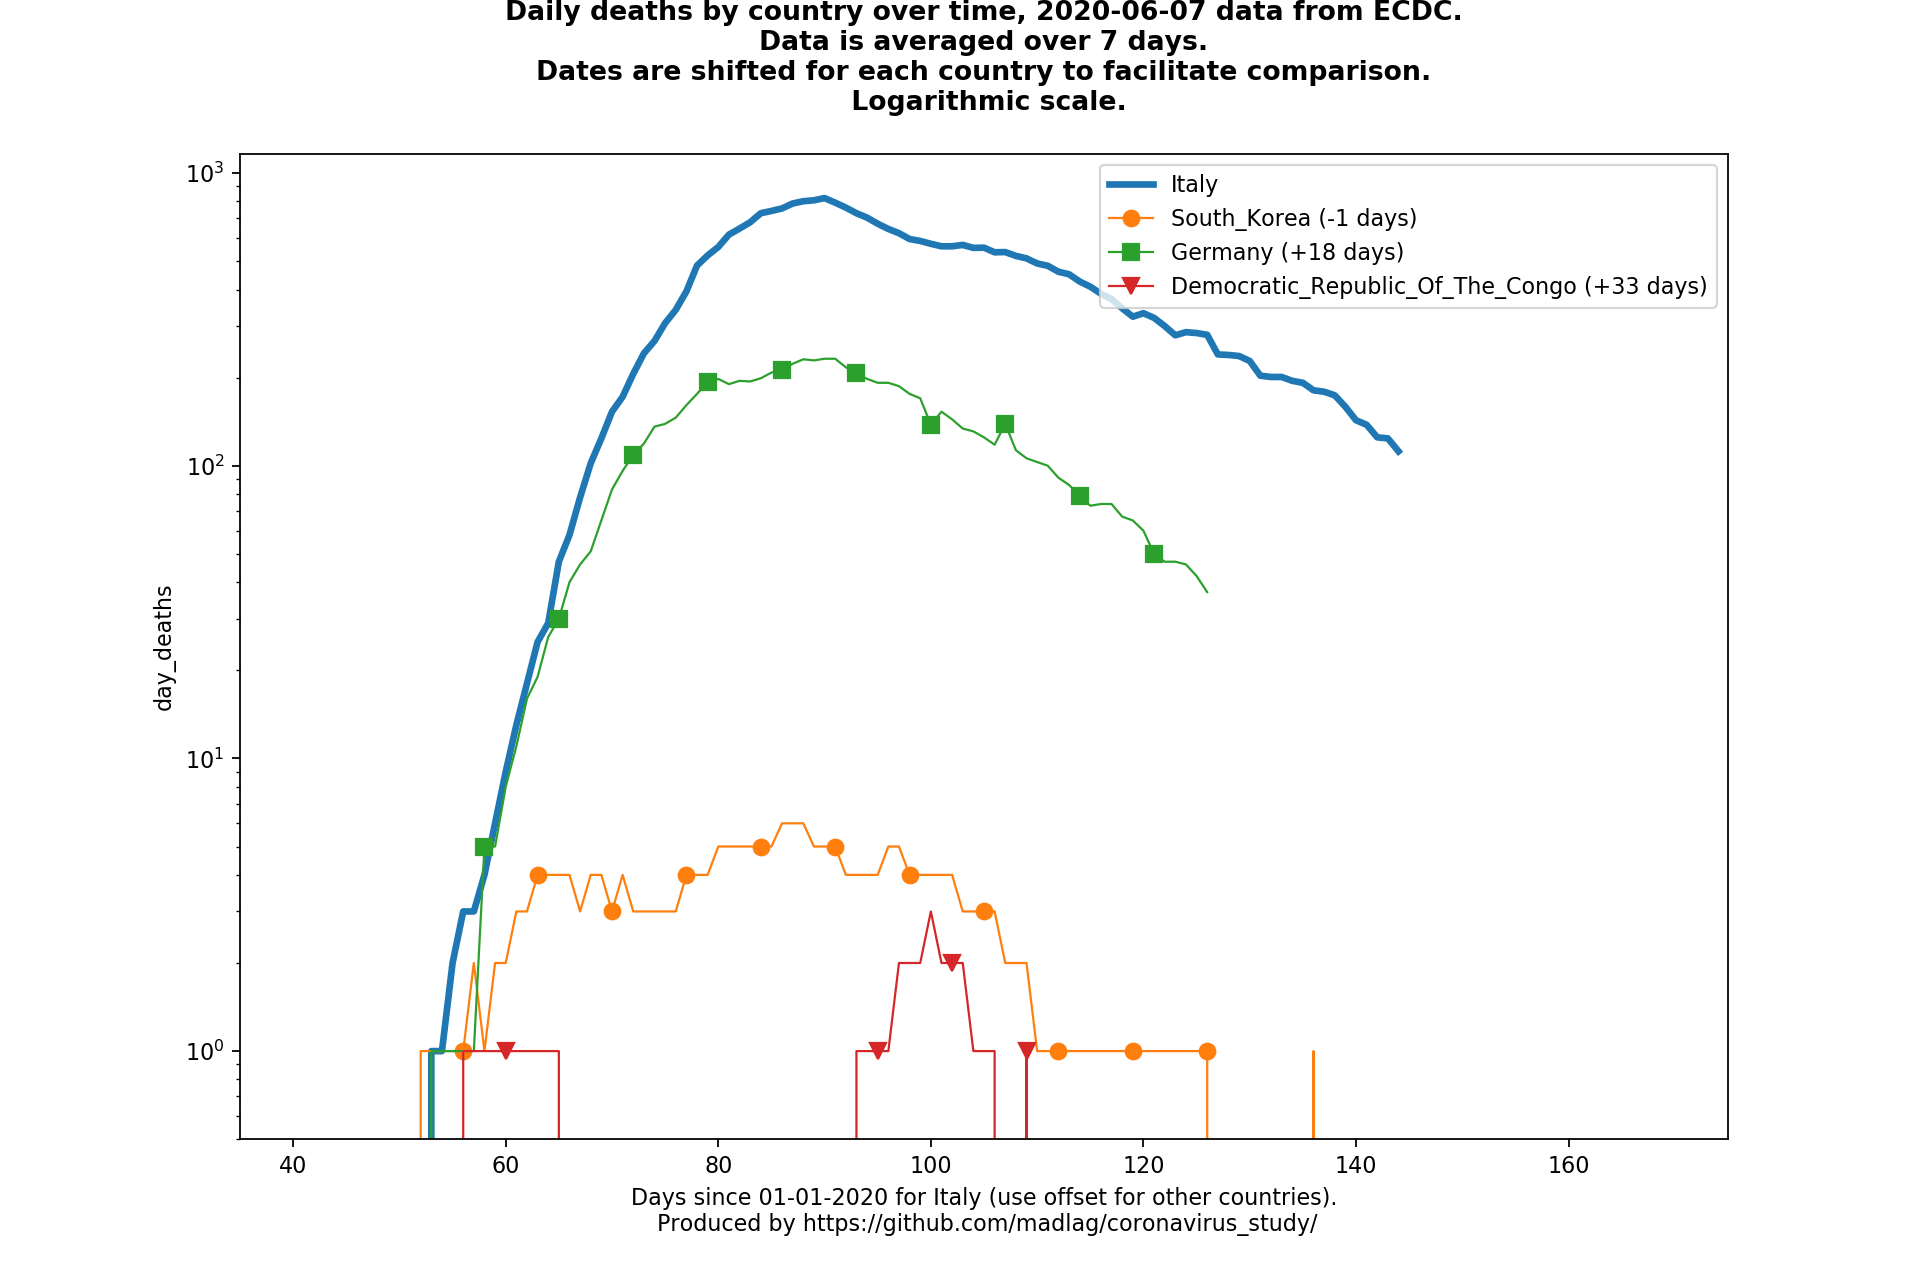 Daily deaths by country over time, 2020-06-07 data from ECDC.
Data is averaged over 7 days.
Dates are shifted for each country to facilitate comparison.
Logarithmic scale.
10³
10²
10¹
10⁰
day_deaths
Italy
South_Korea (-1 days)
Germany (+18 days)
Democratic_Republic_Of_The_Congo (+33 days)
40 60 80 100 120 140 160
Days since 01-01-2020 for Italy (use offset for other countries).
Produced by https://github.com/madlag/coronavirus_study/